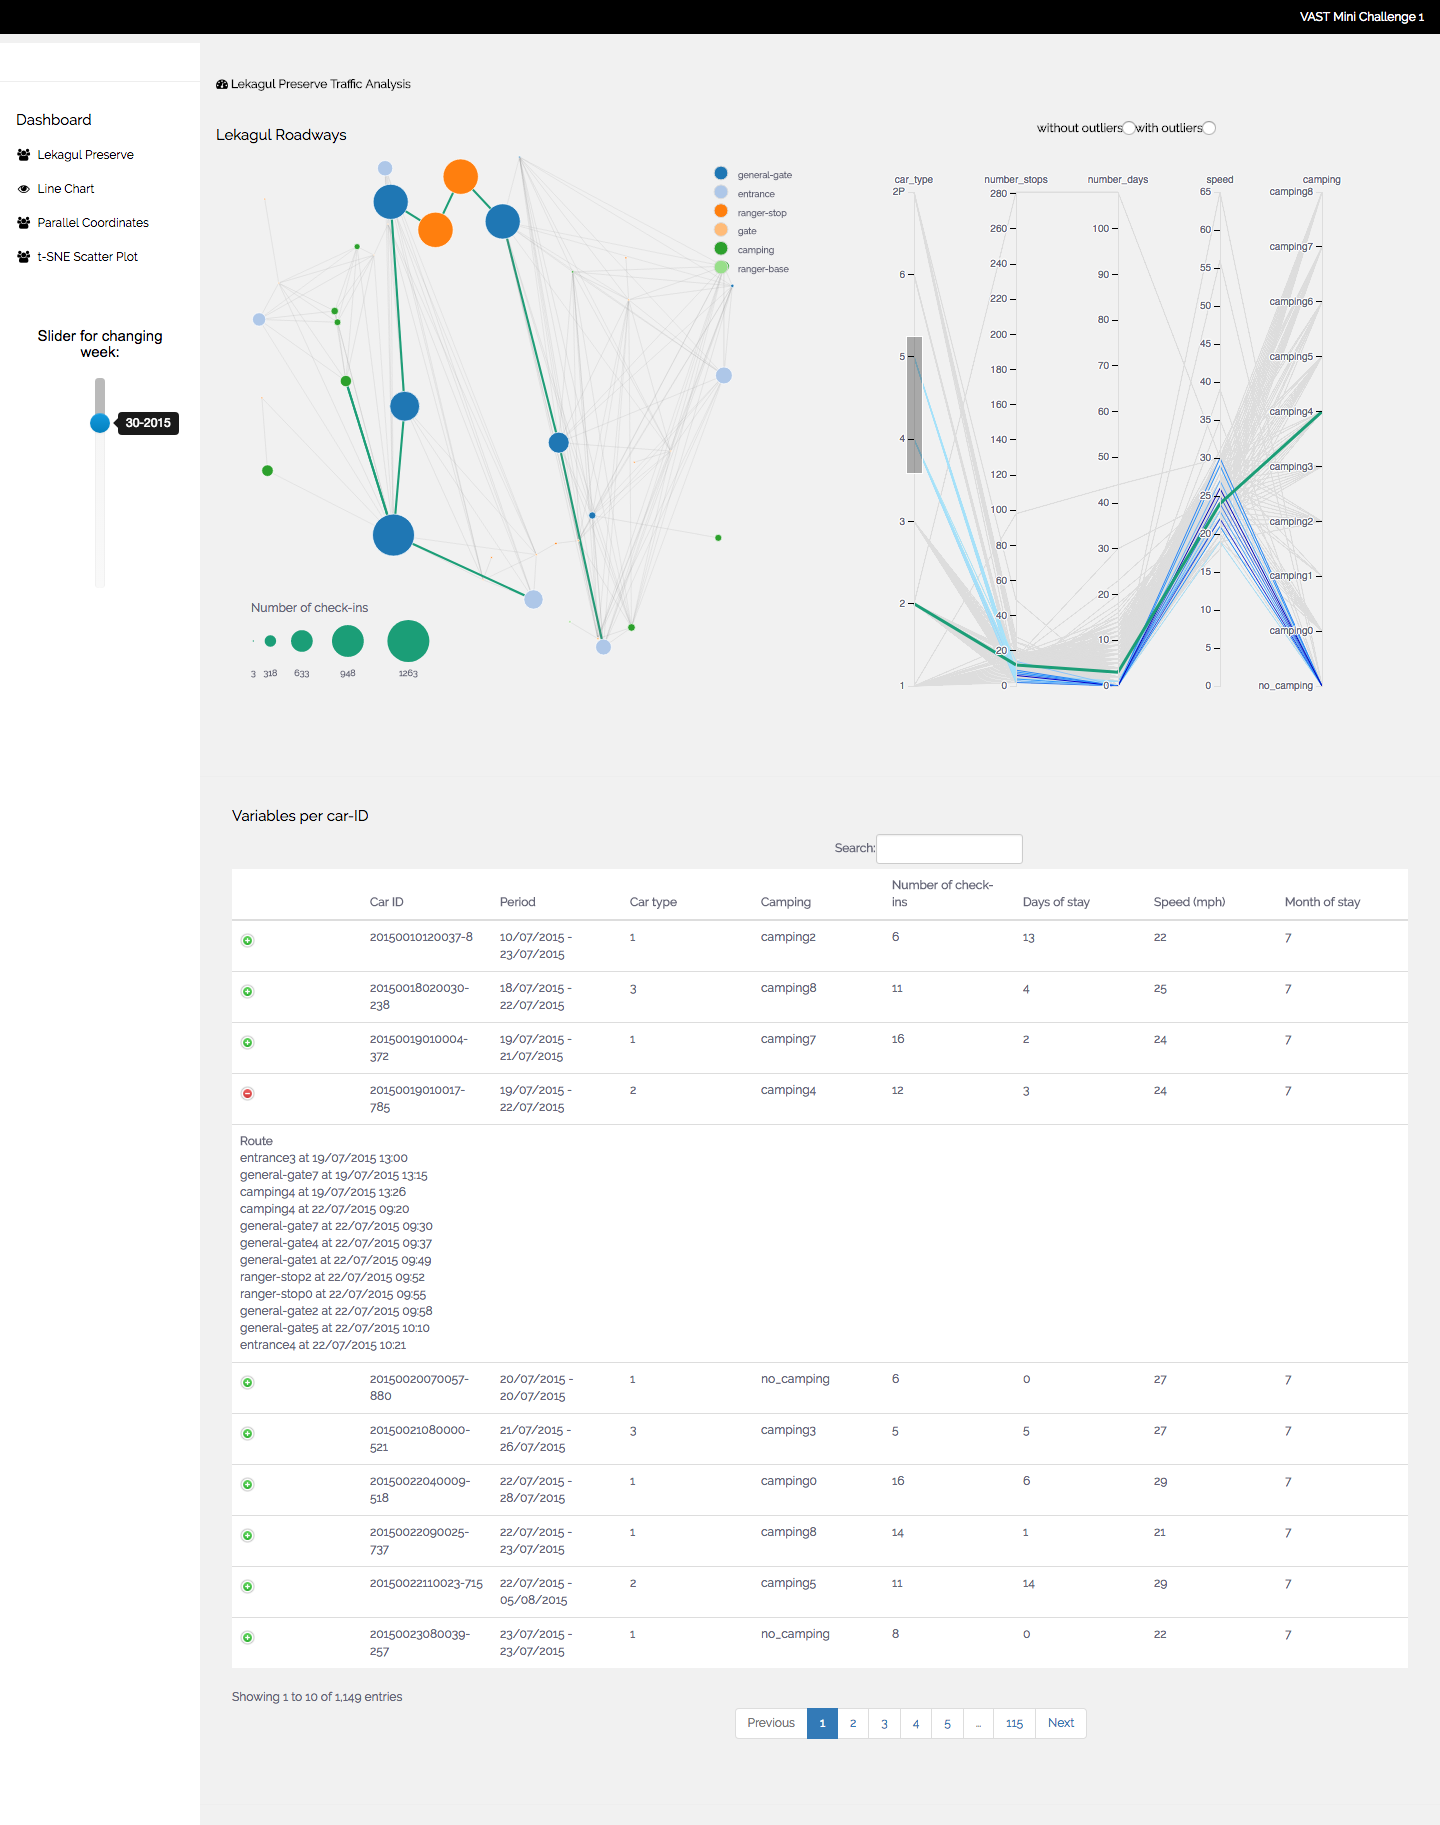 VAST Mini Challenge 1
Dashboard
Lekagul Preserve
Line Chart
Parallel Coordinates
t-SNE Scatter Plot
Slider for changing
week:
30-2015
Lekagul Preserve Traffic Analysis
Lekagul Roadways
general-gate
entrance
ranger-stop
gate
camping
ranger-base
Number of check-ins
3 318 633 948 1263
without outliers with outliers
car_type number_stops number_days speed camping
2P
6
5
4
3
2
1
280
260
240
220
200
180
160
140
120
100
80
60
40
20
0
100
90
80
70
60
50
40
30
20
10
0
65
60
55
50
45
40
35
30
25
20
15
10
5
0
camping8
camping7
camping6
camping5
camping4
camping3
camping2
camping1
camping0
no_camping
Variables per car-ID
Search:
Car ID Period Car type Camping Number of check-
ins Days of stay Speed (mph) Month of stay
20150010120037-8 10/07/2015 - 1 camping2 6 13 22 7
23/07/2015
20150018020030- 18/07/2015 - 3 camping8 11 4 25 7
238 22/07/2015
20150019010004- 19/07/2015 - 1 camping7 16 2 24 7
372 21/07/2015
20150019010017- 19/07/2015 - 2 camping4 12 3 24 7
785 22/07/2015
Route
entrance3 at 19/07/2015 13:00
general-gate7 at 19/07/2015 13:15
camping4 at 19/07/2015 13:26
camping4 at 22/07/2015 09:20
general-gate7 at 22/07/2015 09:30
general-gate4 at 22/07/2015 09:37
general-gate1 at 22/07/2015 09:49
ranger-stop2 at 22/07/2015 09:52
ranger-stop0 at 22/07/2015 09:55
general-gate2 at 22/07/2015 09:58
general-gate5 at 22/07/2015 10:10
entrance4 at 22/07/2015 10:21
20150020070057- 20/07/2015 - 1 no_camping 6 0 27 7
880 20/07/2015
20150021080000- 21/07/2015 - 3 camping3 5 5 27 7
521 26/07/2015
20150022040009- 22/07/2015 - 1 camping0 16 6 29 7
518 28/07/2015
20150022090025- 22/07/2015 - 1 camping8 14 1 21 7
737 23/07/2015
20150022110023-715 22/07/2015 - 2 camping5 11 14 29 7
05/08/2015
20150023080039- 23/07/2015 - 1 no_camping 8 0 22 7
257 23/07/2015
Showing 1 to 10 of 1,149 entries
Previous 1 2 3 4 5 … 115 Next